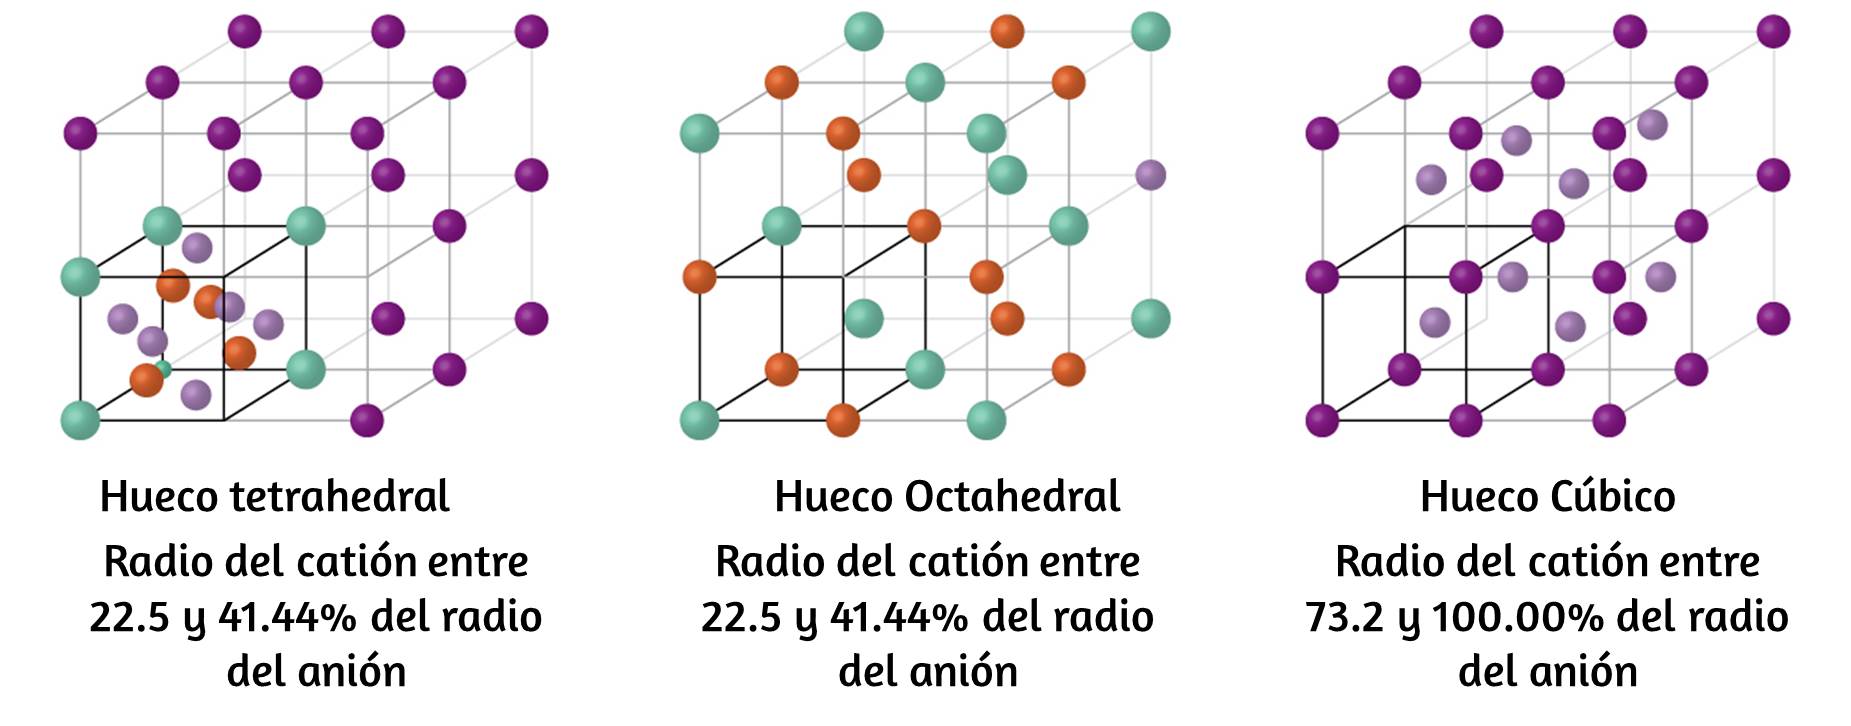 Hueco tetrahedral
Radio del catión entre
22.5 y 41.44% del radio
del anión
Hueco Octahedral
Radio del catión entre
22.5 y 41.44% del radio
del anión
Hueco Cúbico
Radio del catión entre
73.2 y 100.00% del radio
del anión